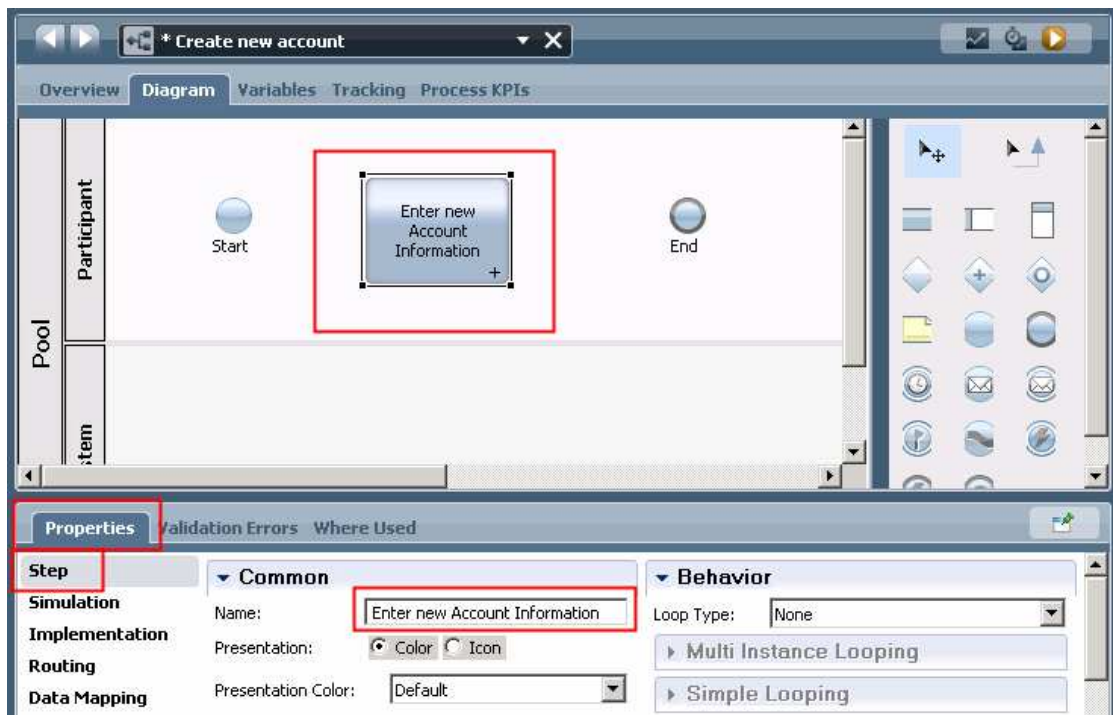 * Create new account
Overview Diagram Variables Tracking Process KPIs
Pool
Participant
Start
Enter new
Account
Information
End
stem
Properties Validation Errors Where Used
Step
Simulation
Implementation
Routing
Data Mapping
Common
Name: Enter new Account Information
Presentation: Color Icon
Presentation Color: Default
Behavior
Loop Type: None
Multi Instance Looping
Simple Looping